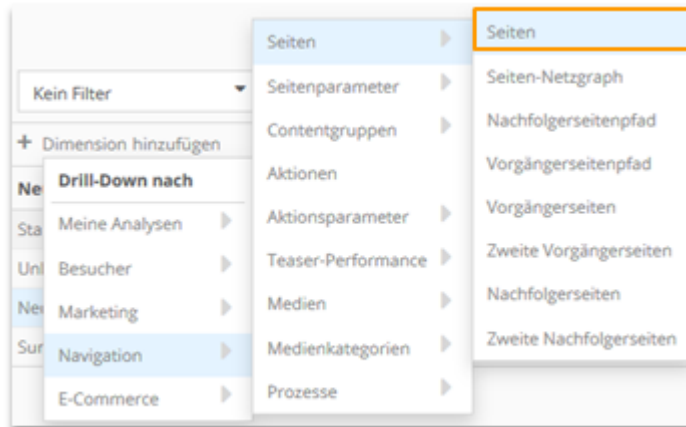 Kein Filter
+ Dimension hinzufügen
Drill-Down nach
Meine Analysen
Besucher
Marketing
Navigation
E-Commerce
Seiten
Seitenparameter
Contentgruppen
Aktionen
Aktionsparameter
Teaser-Performance
Medien
Medienkategorien
Prozesse
Seiten
Seiten-Netzgraph
Nachfolgerseitenpfad
Vorgängerseitenpfad
Vorgängerseiten
Zweite Vorgängerseiten
Nachfolgerseiten
Zweite Nachfolgerseiten